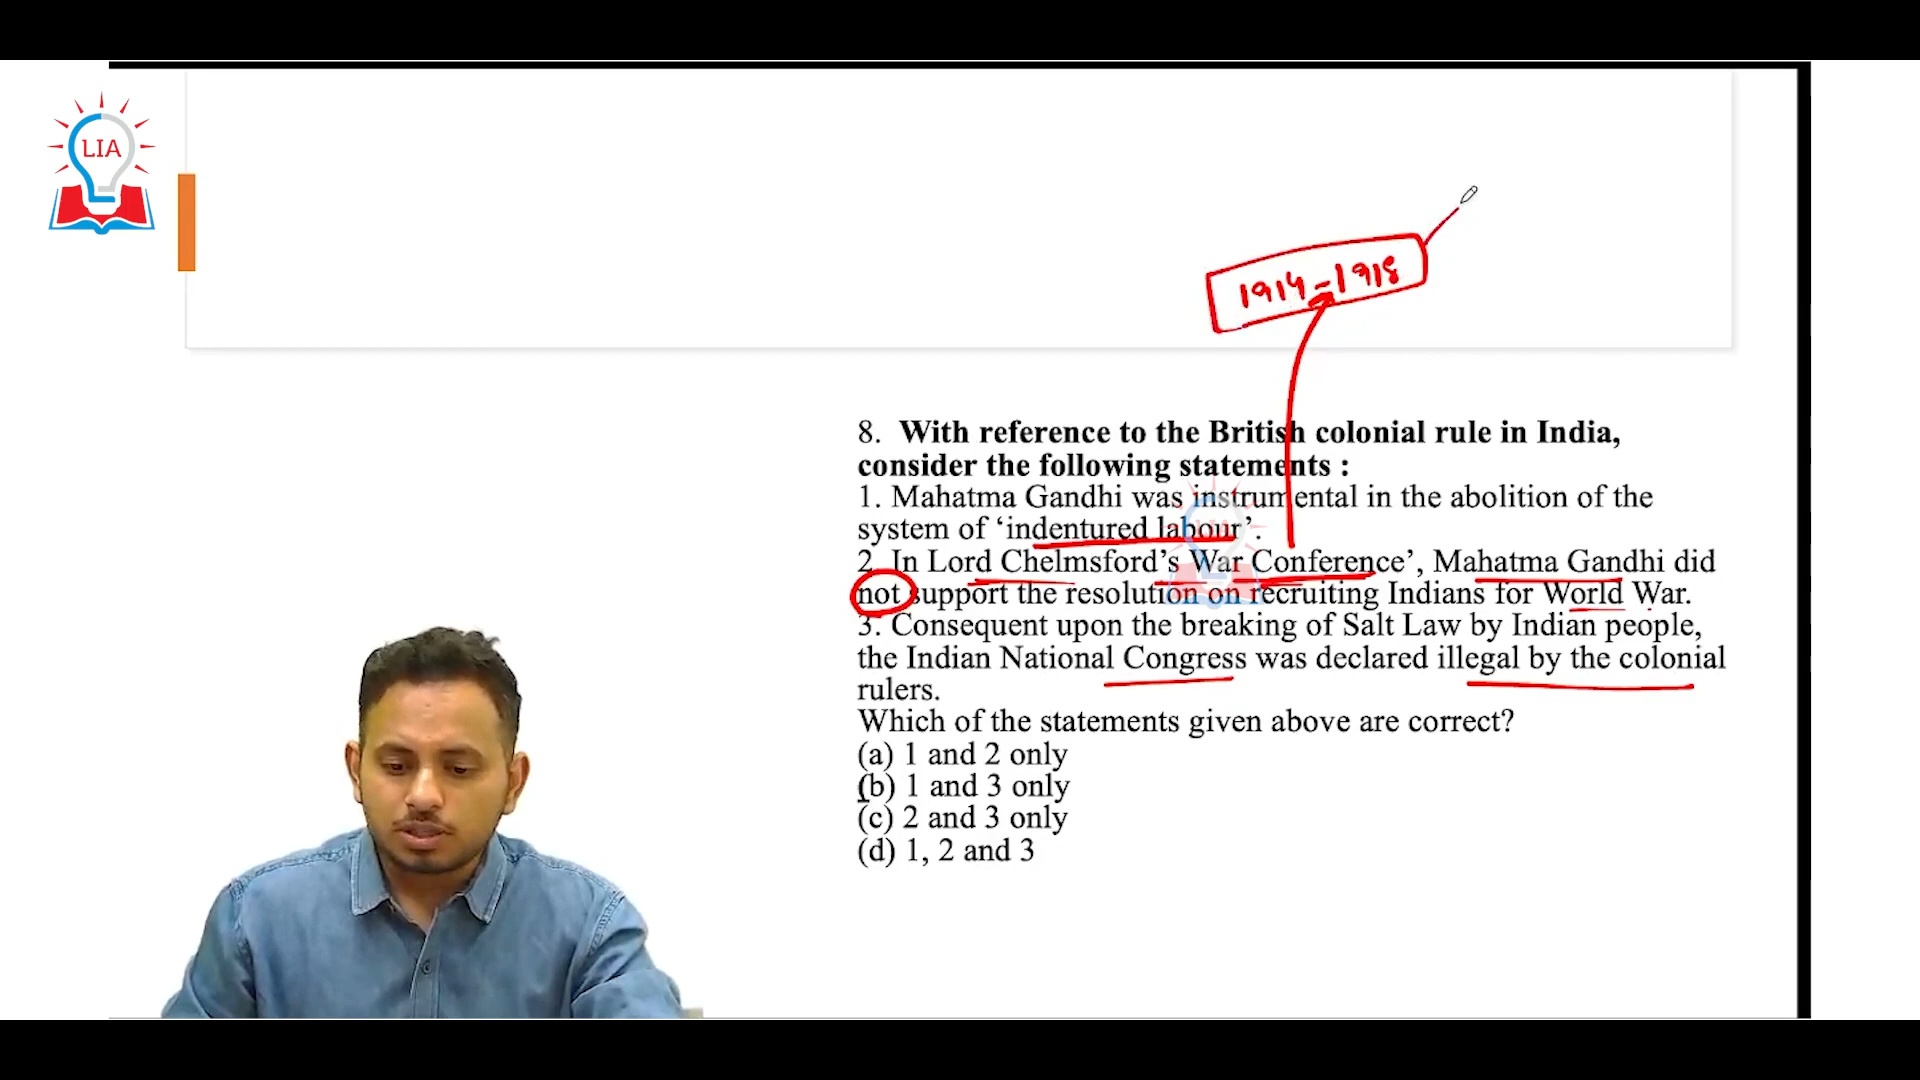 LIA
1914-1918
8. With reference to the British colonial rule in India,
consider the following statements :
1. Mahatma Gandhi was instrumental in the abolition of the
system of ‘indentured labour’.
2. In Lord Chelmsford’s War Conference’, Mahatma Gandhi did
not support the resolution on recruiting Indians for World War.
3. Consequent upon the breaking of Salt Law by Indian people,
the Indian National Congress was declared illegal by the colonial
rulers.
Which of the statements given above are correct?
(a) 1 and 2 only
(b) 1 and 3 only
(c) 2 and 3 only
(d) 1, 2 and 3
LIA